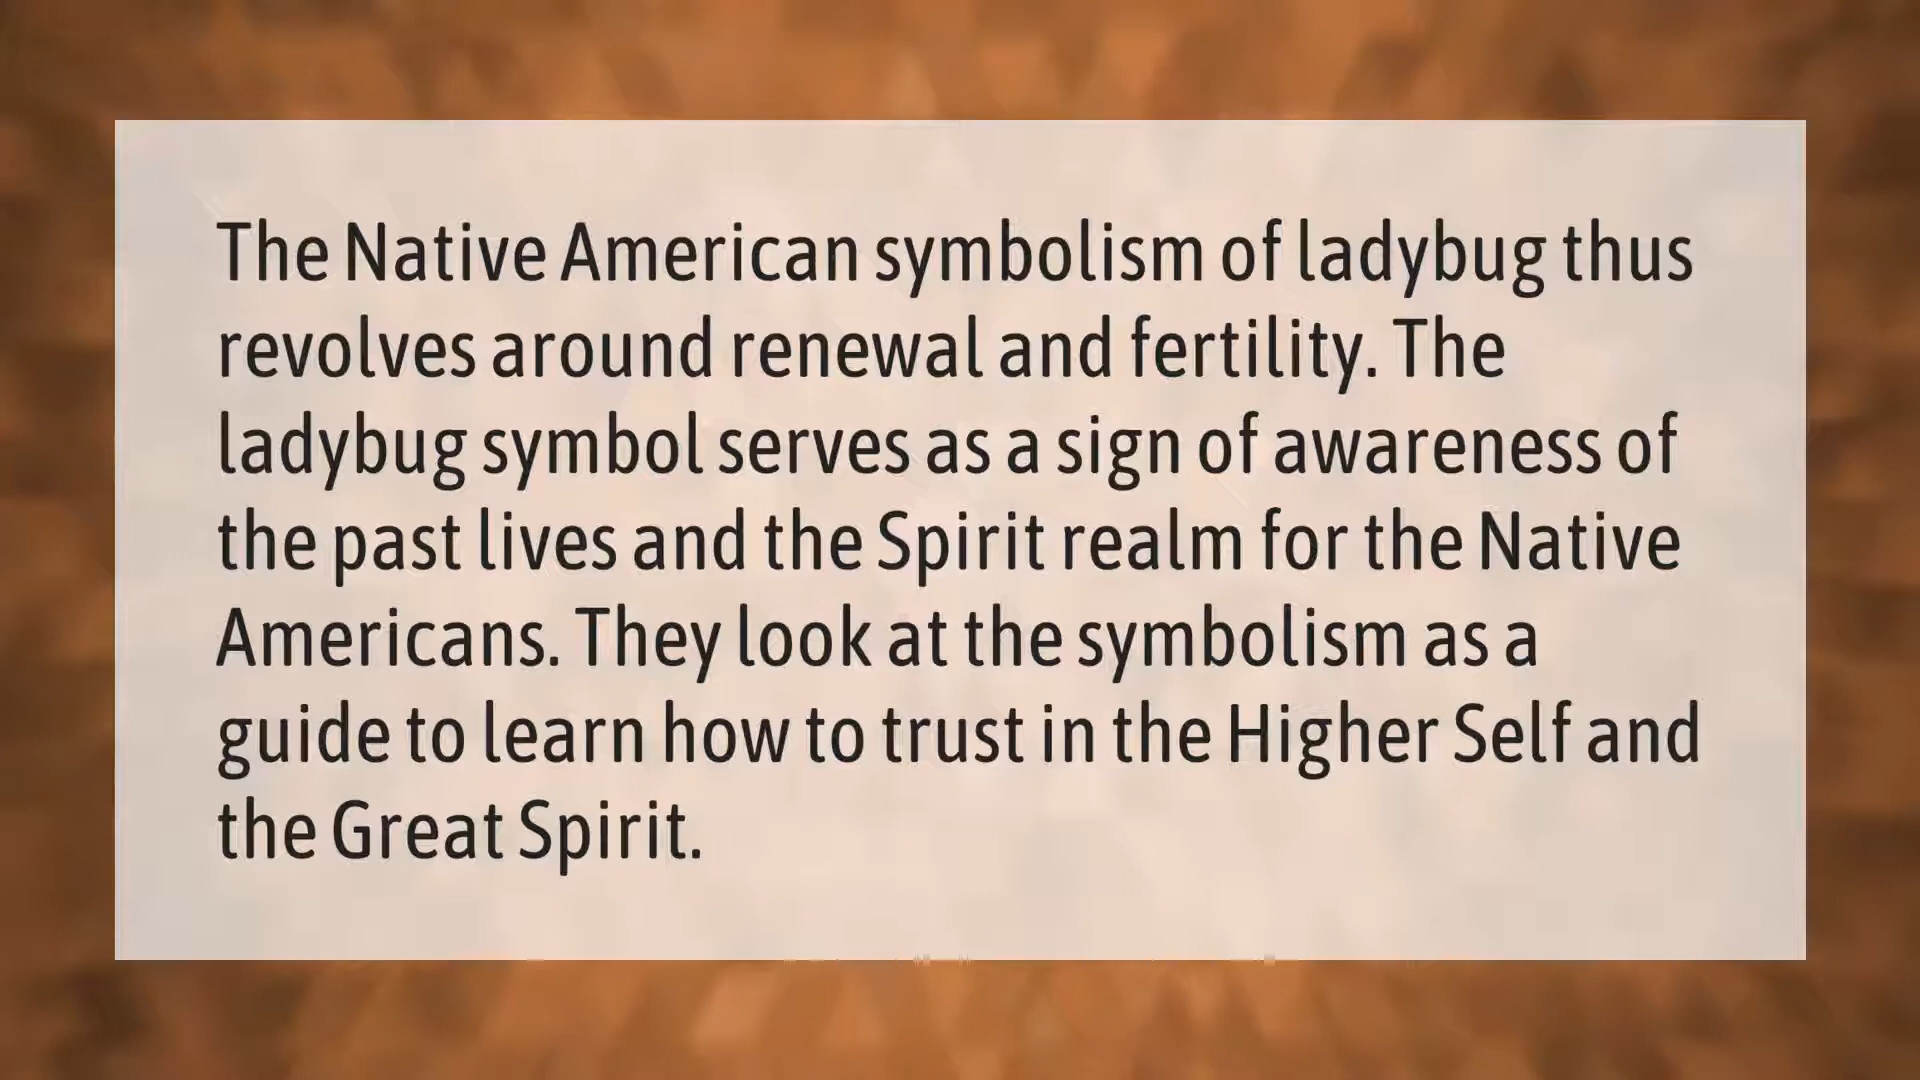 The Native American symbolism of ladybug thus
revolves around renewal and fertility. The
ladybug symbol serves as a sign of awareness of
the past lives and the Spirit realm for the Native
Americans. They look at the symbolism as a
guide to learn how to trust in the Higher Self and
the Great Spirit.